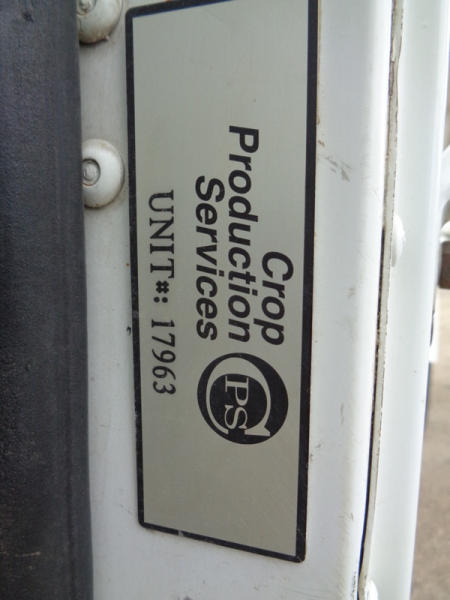 Crop
Production
Services
CPS
UNIT#: 17963